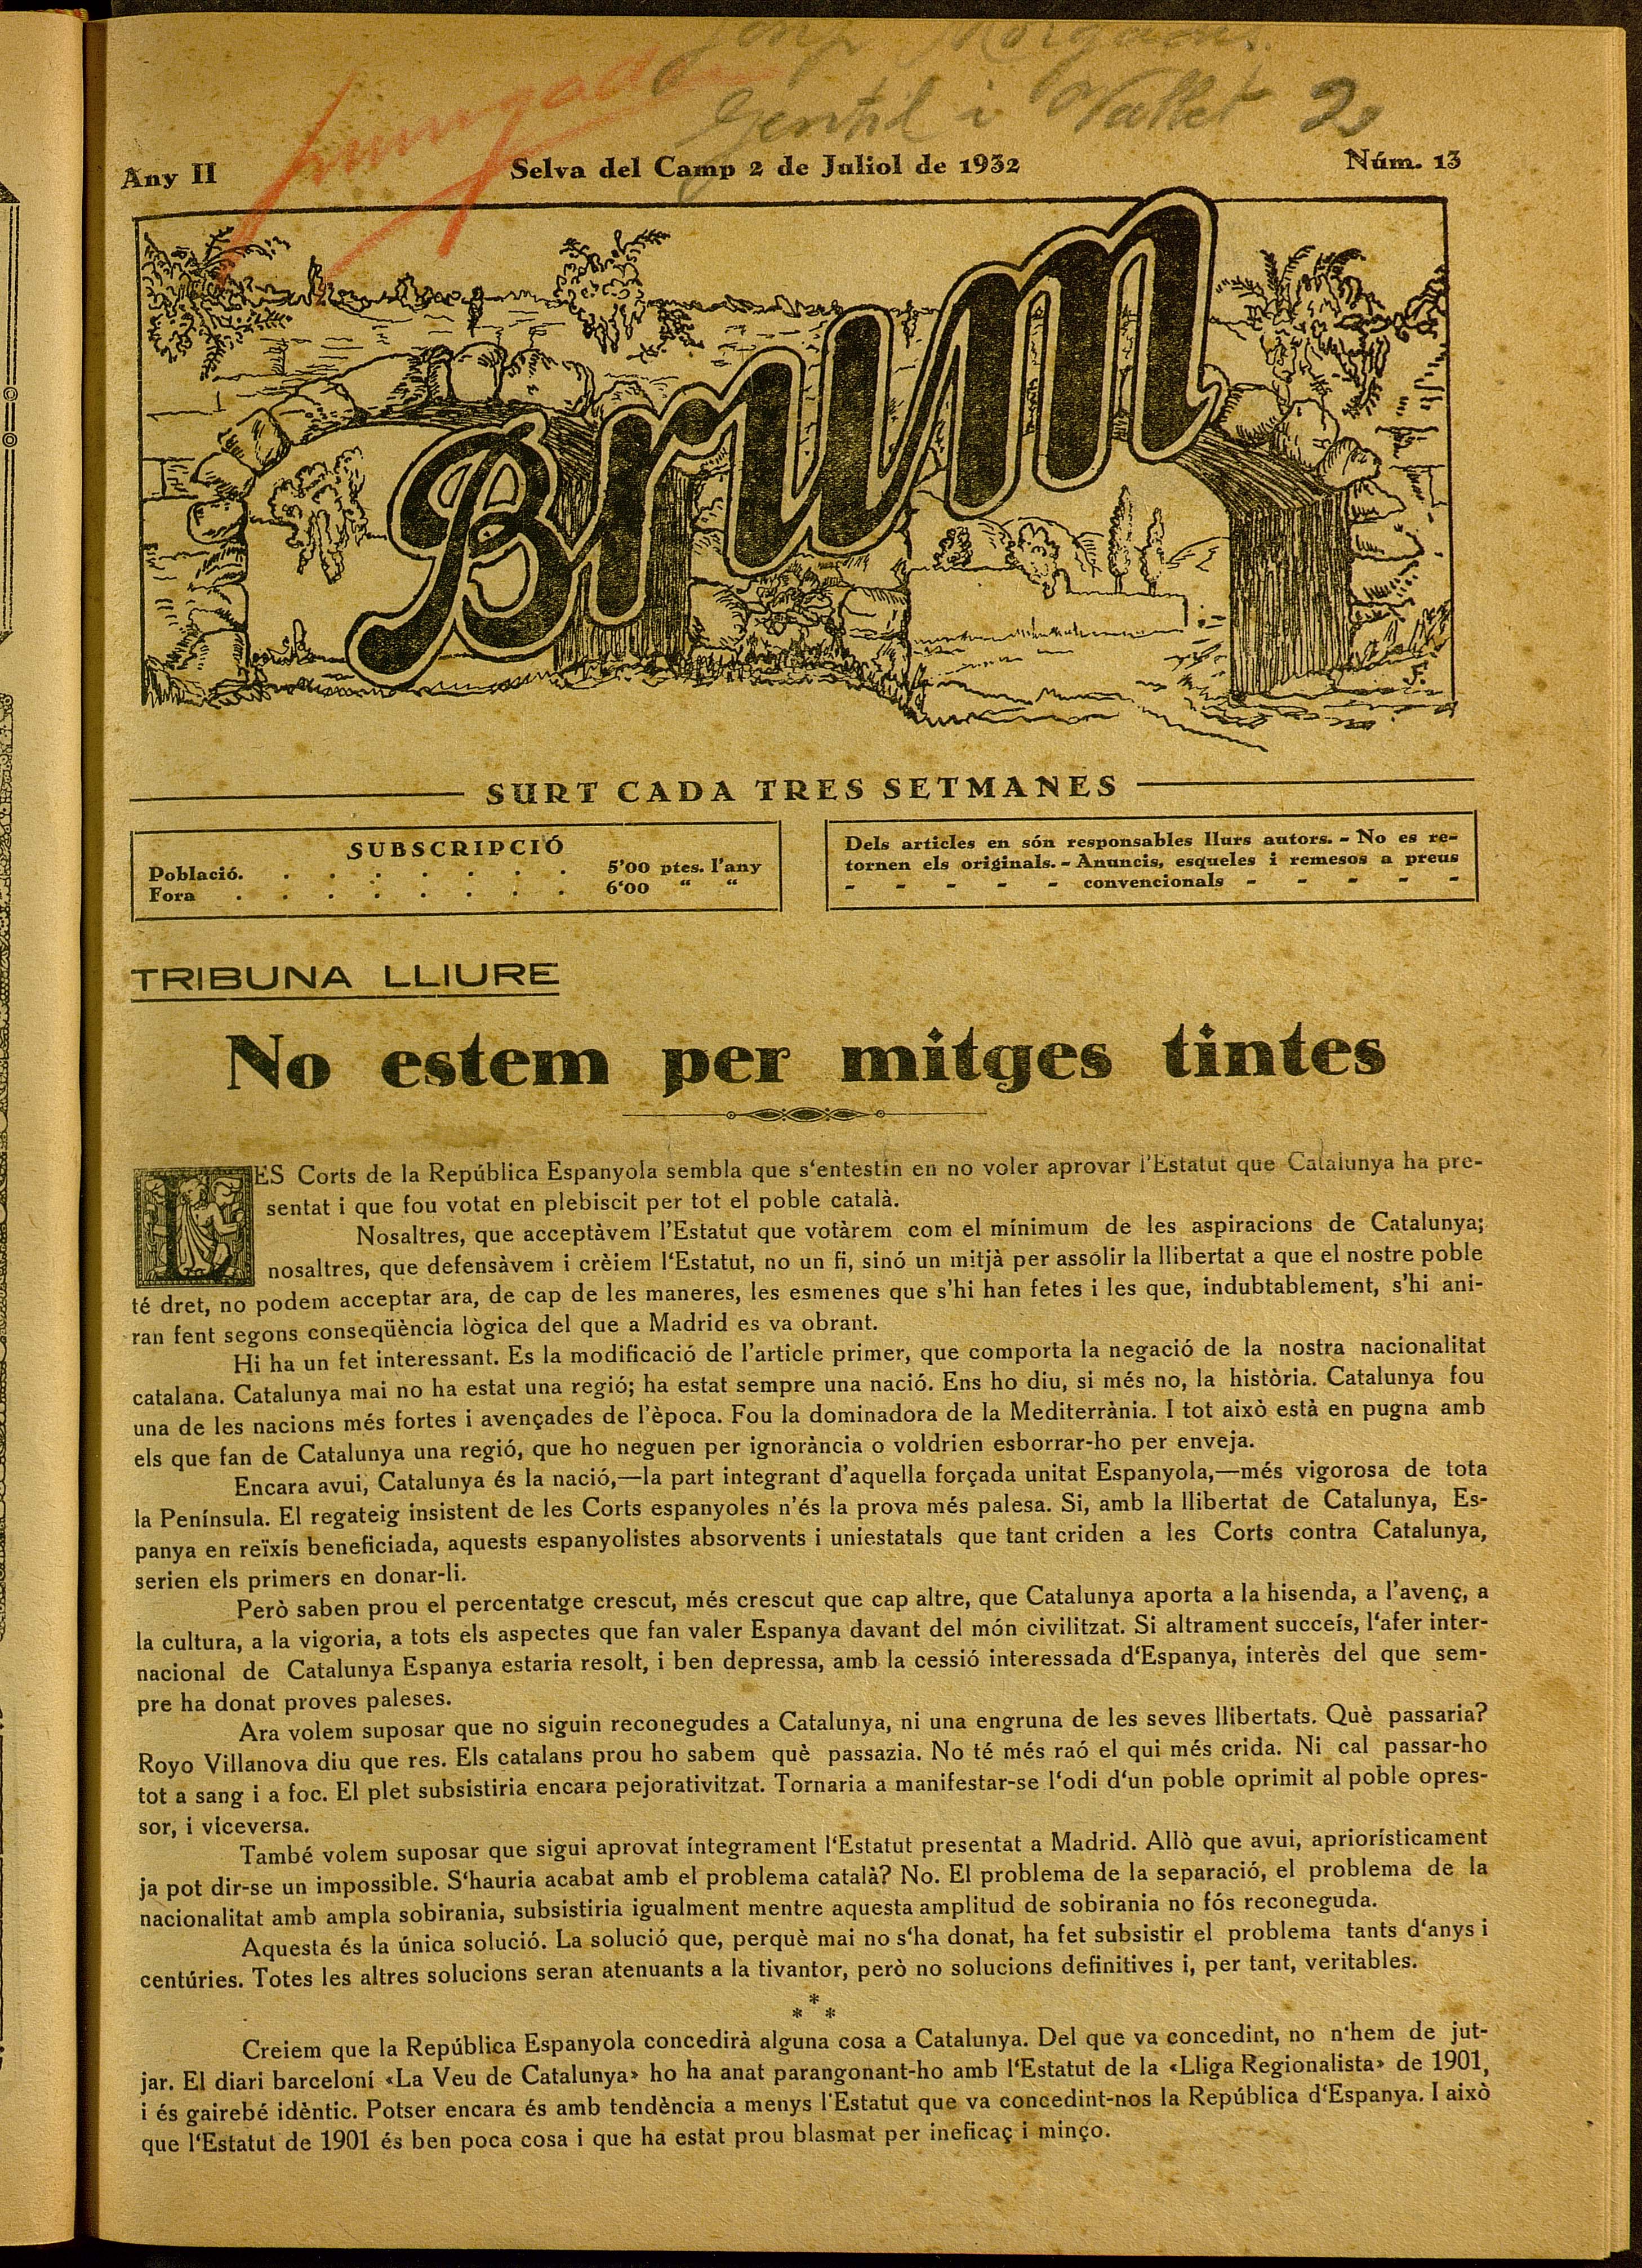 Gentil i Vallet
Any II
Selva del Camp 2 de Juliol de 1932
Núm. 13
Brum
SURT CADA TRES SETMANES
SUBSCRIPCIÓ
Població. . . . . . . . 5'00 ptes. l'any
Fora . . . . . . . . 6'00 “ “
Dels articles en són responsables llurs autors. - No es re-
tornen els originals. - Anuncis, esqueles i remesos a preus
- - - - - convencionals - - - - -
TRIBUNA LLIURE
No estem per mitges tintes
LES Corts de la República Espanyola sembla que s‘entestin en no voler aprovar l'Estatut que Catalunya ha pre-
sentat i que fou votat en plebiscit per tot el poble català.
Nosaltres, que acceptàvem l'Estatut que votàrem com el mínimum de les aspiracions de Catalunya;
nosaltres, que defensàvem i crèiem l‘Estatut, no un fi, sinó un mitjà per assolir la llibertat a que el nostre poble
té dret, no podem acceptar ara, de cap de les maneres, les esmenes que s'hi han fetes i les que, indubtablement, s'hi ani-
ran fent segons conseqüència lògica del que a Madrid es va obrant.
Hi ha un fet interessant. Es la modificació de l'article primer, que comporta la negació de la nostra nacionalitat
catalana. Catalunya mai no ha estat una regió; ha estat sempre una nació. Ens ho diu, si més no, la història. Catalunya fou
una de les nacions més fortes i avençades de l'època. Fou la dominadora de la Mediterrània. I tot això està en pugna amb
els que fan de Catalunya una regió, que ho neguen per ignorància o voldrien esborrar-ho per enveja.
Encara avui, Catalunya és la nació,—la part integrant d'aquella forçada unitat Espanyola,—més vigorosa de tota
la Península. El regateig insistent de les Corts espanyoles n'és la prova més palesa. Si, amb la llibertat de Catalunya, Es-
panya en reïxís beneficiada, aquests espanyolistes absorvents i uniestatals que tant criden a les Corts contra Catalunya,
serien els primers en donar-li.
Però saben prou el percentatge crescut, més crescut que cap altre, que Catalunya aporta a la hisenda, a l'avenç, a
la cultura, a la vigoria, a tots els aspectes que fan valer Espanya davant del món civilitzat. Si altrament succeís, l‘afer inter-
nacional de Catalunya Espanya estaria resolt, i ben depressa, amb la cessió interessada d‘Espanya, interès del que sem-
pre ha donat proves paleses.
Ara volem suposar que no siguin reconegudes a Catalunya, ni una engruna de les seves llibertats. Què passaria?
Royo Villanova diu que res. Els catalans prou ho sabem què passazia. No té més raó el qui més crida. Ni cal passar-ho
tot a sang i a foc. El plet subsistiria encara pejorativitzat. Tornaria a manifestar-se l‘odi d‘un poble oprimit al poble opres-
sor, i viceversa.
També volem suposar que sigui aprovat íntegrament l‘Estatut presentat a Madrid. Allò que avui, apriorísticament
ja pot dir-se un impossible. S‘hauria acabat amb el problema català? No. El problema de la separació, el problema de la
nacionalitat amb ampla sobirania, subsistiria igualment mentre aquesta amplitud de sobirania no fós reconeguda.
Aquesta és la única solució. La solució que, perquè mai no s‘ha donat, ha fet subsistir el problema tants d‘anys i
centúries. Totes les altres solucions seran atenuants a la tivantor, però no solucions definitives i, per tant, veritables.
* * *
Creiem que la República Espanyola concedirà alguna cosa a Catalunya. Del que va concedint, no n‘hem de jut-
jar. El diari barceloní «La Veu de Catalunya» ho ha anat parangonant-ho amb l‘Estatut de la «Lliga Regionalista» de 1901,
i és gairebé idèntic. Potser encara és amb tendència a menys l'Estatut que va concedint-nos la República d‘Espanya. I això
que l‘Estatut de 1901 és ben poca cosa i que ha estat prou blasmat per ineficaç i minço.